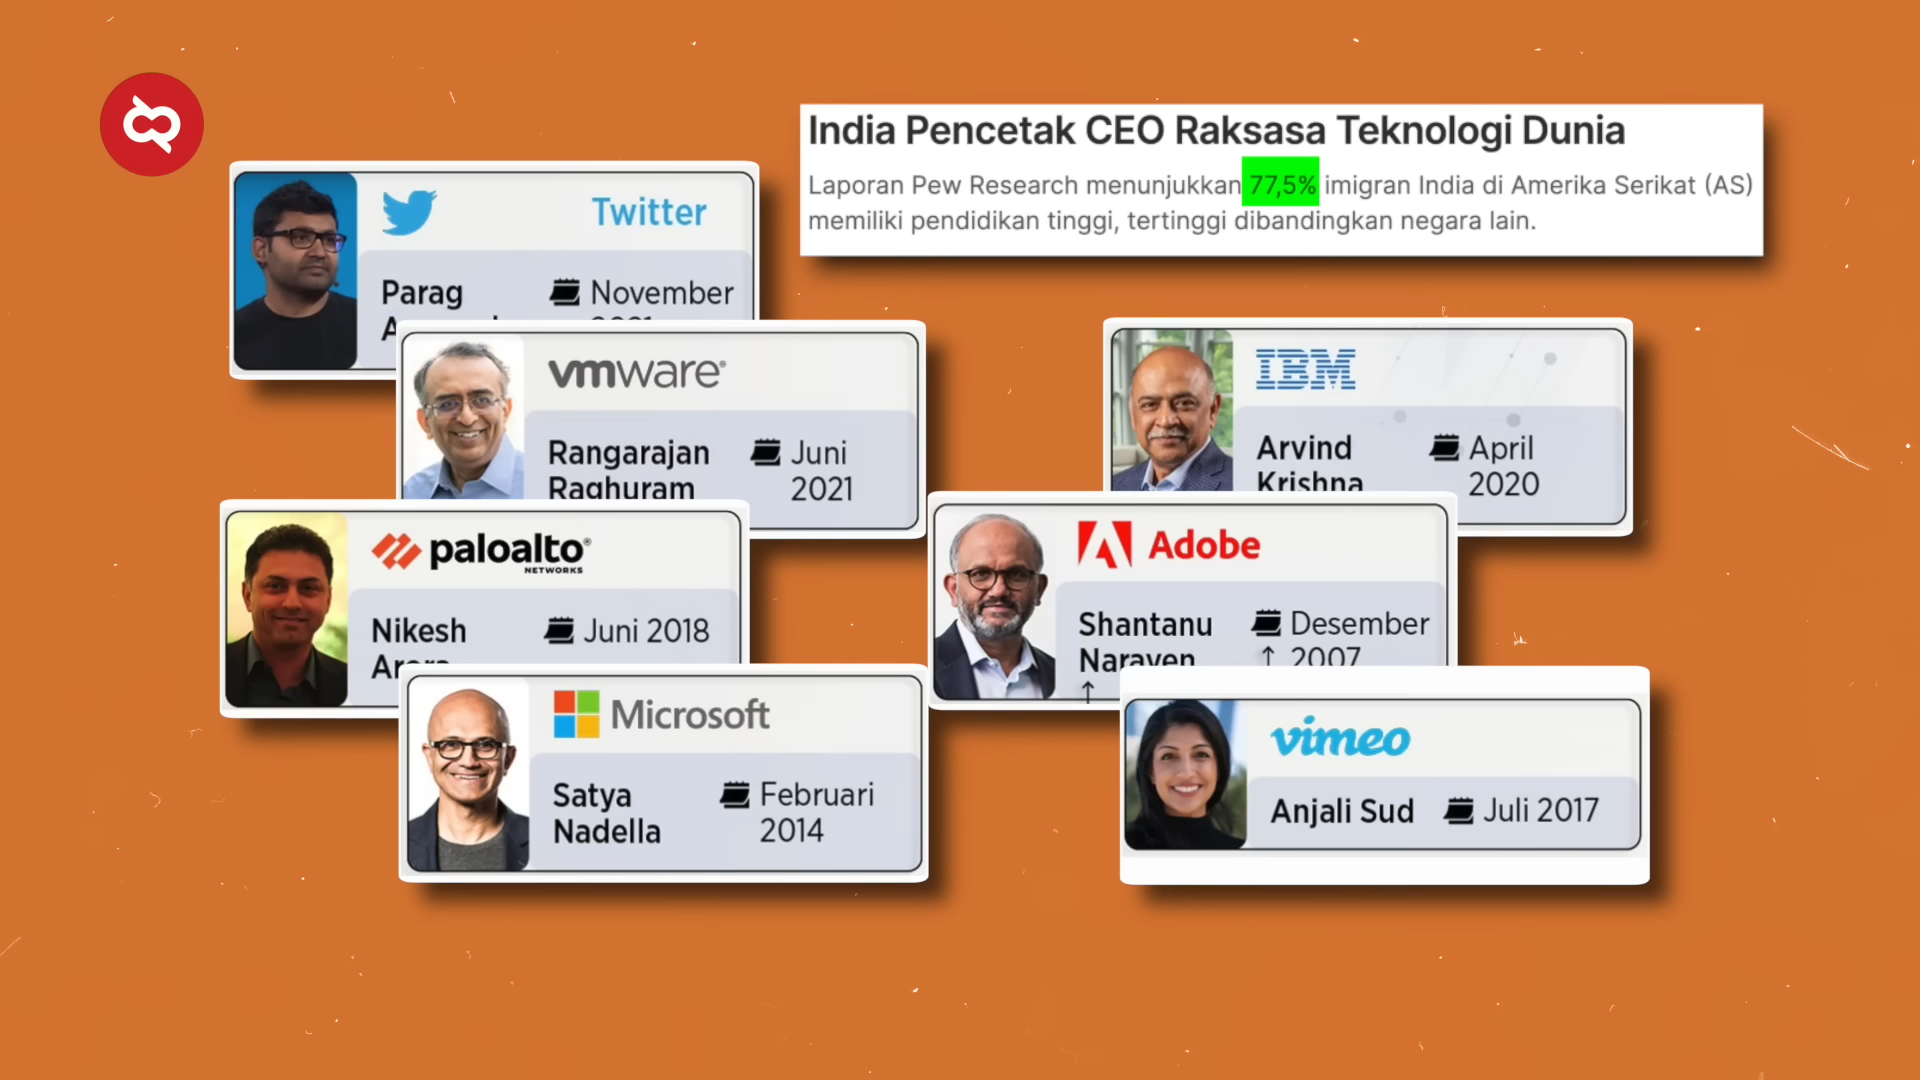 India Pencetak CEO Raksasa Teknologi Dunia
Laporan Pew Research menunjukkan 77,5% imigran India di Amerika Serikat (AS)
memiliki pendidikan tinggi, tertinggi dibandingkan negara lain.
Twitter
Parag
November
vmware®
Rangarajan
Raghuram
Juni
2021
IBM
Arvind
Krishna
April
2020
paloalto®
NETWORKS
Nikesh
Arora
Juni 2018
Adobe
Shantanu
Narayen
Desember
↑ 2007
↑
Microsoft
Satya
Nadella
Februari
2014
vimeo
Anjali Sud
Juli 2017